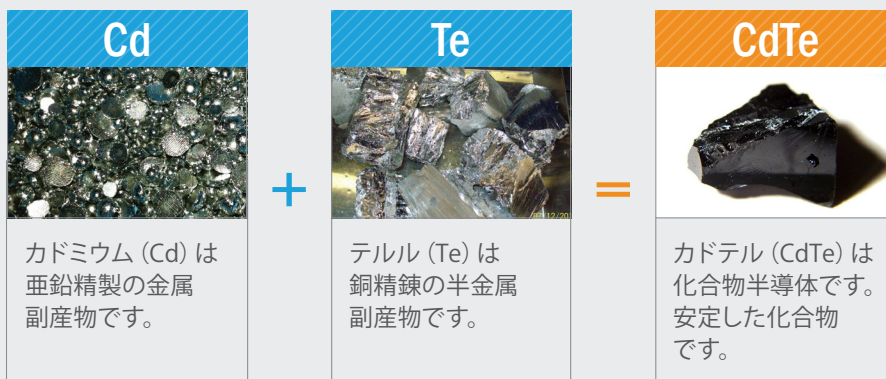 Cd
+
Te
=
CdTe
カドミウム（Cd）は
亜鉛精製の金属
副産物です。
テルル（Te）は
銅精錬の半金属
副産物です。
カドテル（CdTe）は
化合物半導体です。
安定した化合物
です。